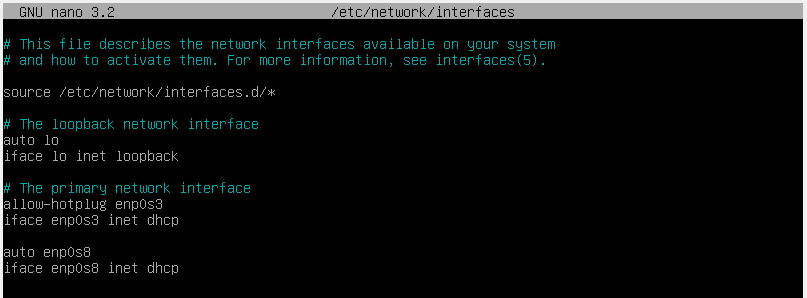 GNU nano 3.2 /etc/network/interfaces
# This file describes the network interfaces available on your system
# and how to activate them. For more information, see interfaces(5).
source /etc/network/interfaces.d/*
# The loopback network interface
auto lo
iface lo inet loopback
# The primary network interface
allow-hotplug enp0s3
iface enp0s3 inet dhcp
auto enp0s8
iface enp0s8 inet dhcp